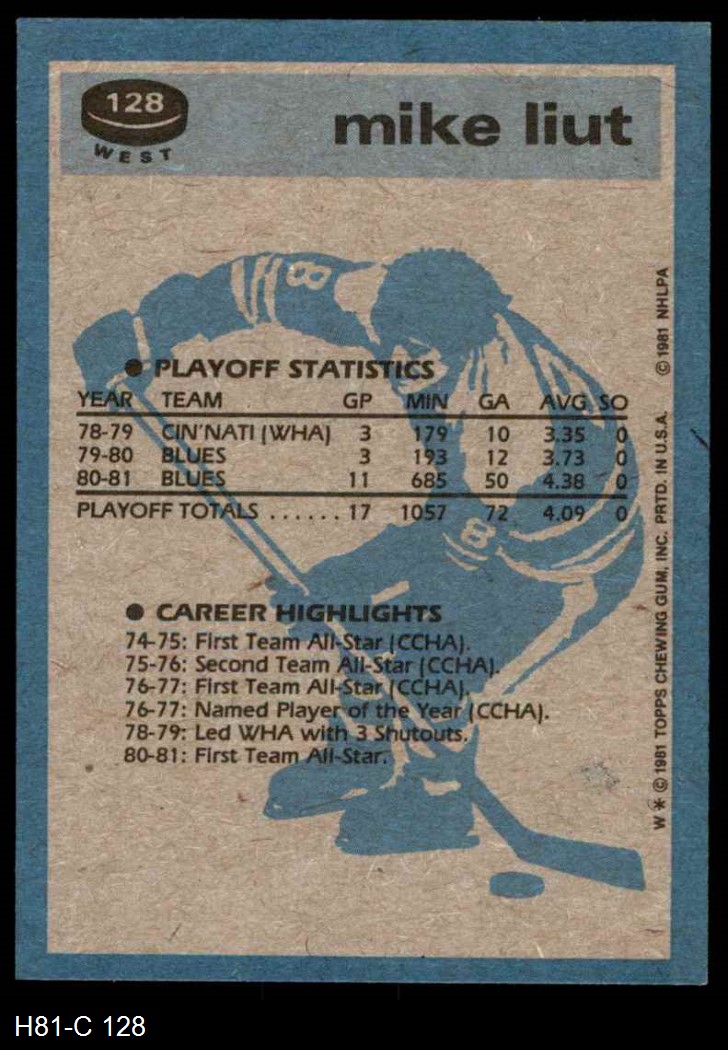 128
WEST
mike liut
● PLAYOFF STATISTICS
YEAR TEAM GP MIN GA AVG SO
78-79 CIN'NATI (WHA) 3 179 10 3.35 0
79-80 BLUES 3 193 12 3.73 0
80-81 BLUES 11 685 50 4.38 0
PLAYOFF TOTALS ...... 17 1057 72 4.09 0
8
8
● CAREER HIGHLIGHTS
74-75: First Team All-Star (CCHA).
75-76: Second Team All-Star (CCHA).
76-77: First Team All-Star (CCHA).
76-77: Named Player of the Year (CCHA).
78-79: Led WHA with 3 Shutouts.
80-81: First Team All-Star.
W * © 1981 TOPPS CHEWING GUM, INC. PRTD. IN U.S.A. © 1981 NHLPA
H81-C 128